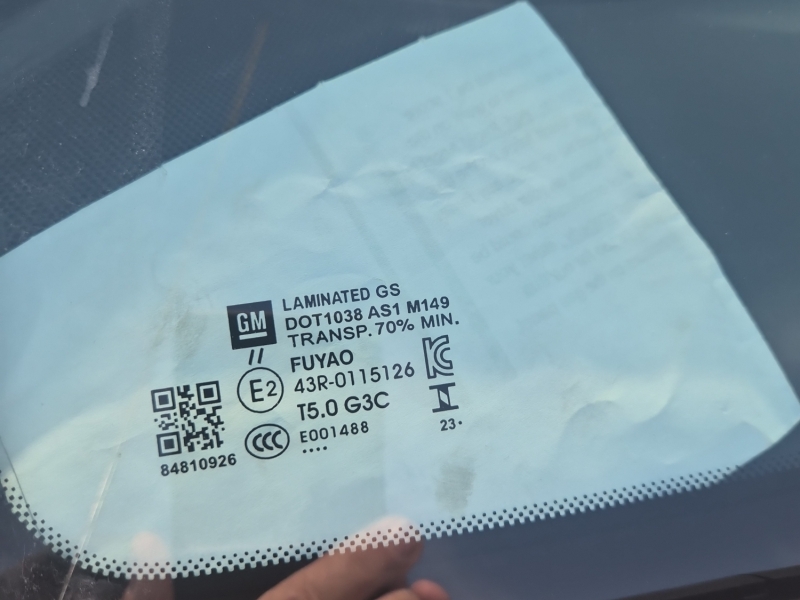 GM
LAMINATED GS
DOT1038 AS1 M149
TRANSP. 70% MIN.
//
FUYAO
E2
43R-0115126
T5.0 G3C
CCC
E001488
....
84810926
23.